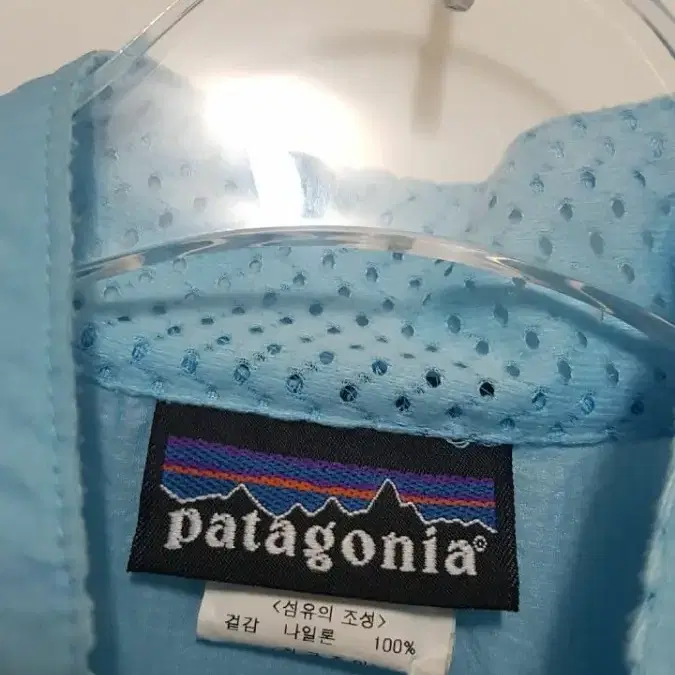 patagonia®
<섬유의 조성>
겉감 나일론 100%